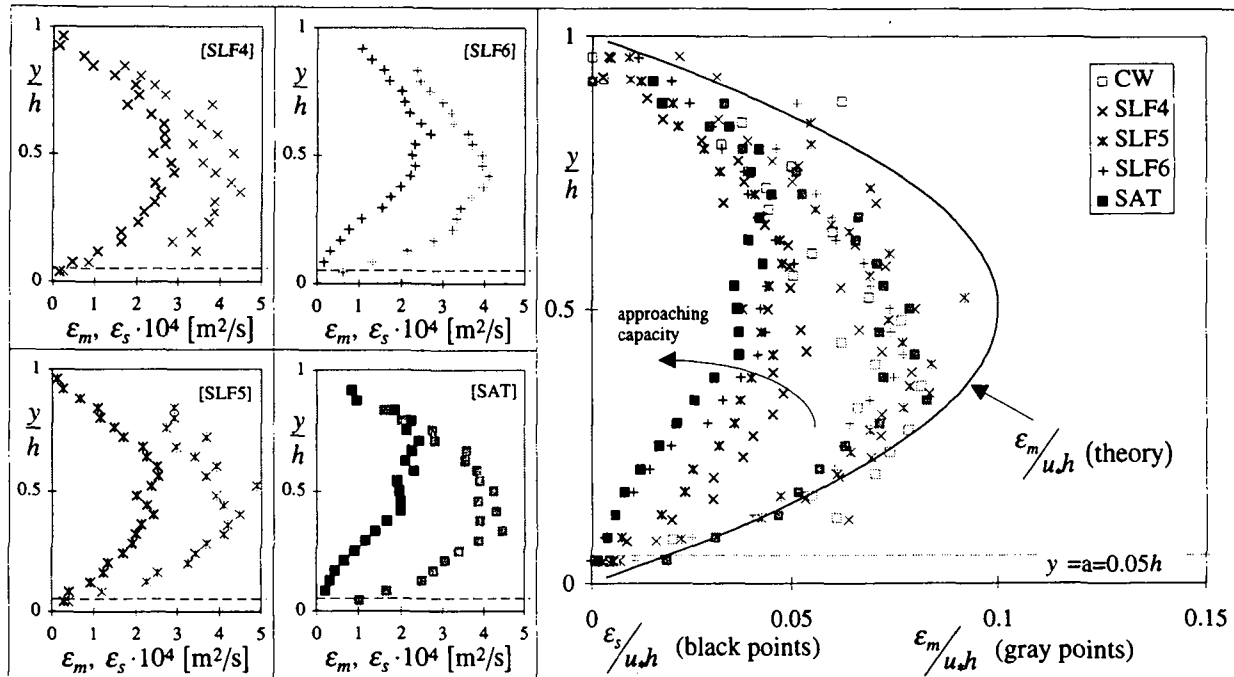 [SLF4]
1
y/h
0.5
0
0 1 2 3 4 5
εm, εs ·10⁴ [m²/s]
[SLF6]
1
y/h
0.5
0
0 1 2 3 4 5
εm, εs ·10⁴ [m²/s]
[SLF5]
1
y/h
0.5
0
0 1 2 3 4 5
εm, εs ·10⁴ [m²/s]
[SAT]
1
y/h
0.5
0
0 1 2 3 4 5
εm, εs ·10⁴ [m²/s]
1
y/h
0.5
0
CW
SLF4
SLF5
SLF6
SAT
approaching
capacity
εm/u*h (theory)
y =a=0.05h
0 0.05 0.1 0.15
εs/u*h (black points) εm/u*h (gray points)